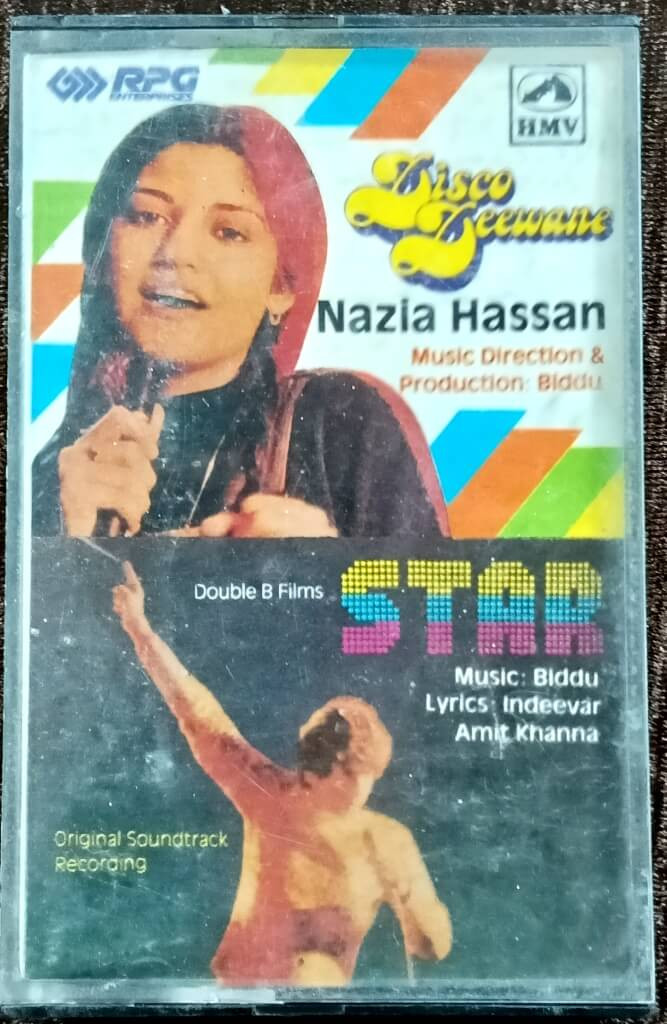 RPG
ENTERPRISES
HMV
Disco
Deewane
Nazia Hassan
Music Direction &
Production: Biddu
Double B Films
STAR
Music: Biddu
Lyrics: Indeevar
Amit Khanna
Original Soundtrack
Recording